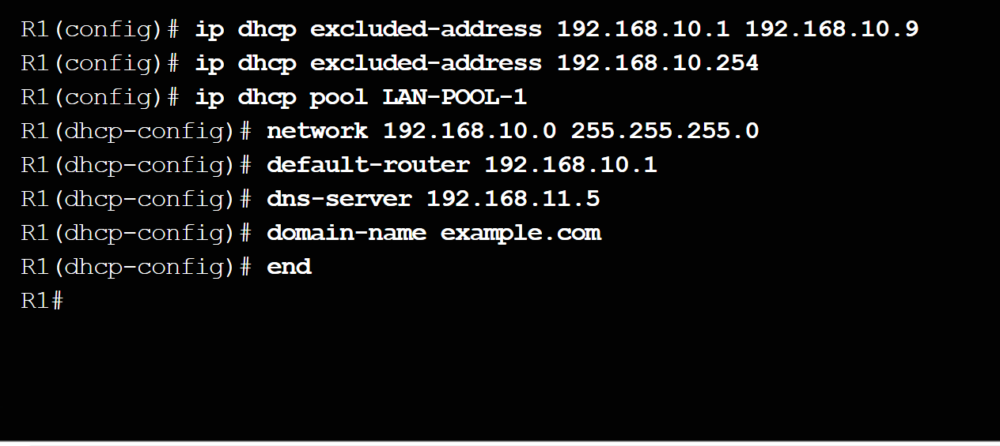 R1(config)# ip dhcp excluded-address 192.168.10.1 192.168.10.9
R1(config)# ip dhcp excluded-address 192.168.10.254
R1(config)# ip dhcp pool LAN-POOL-1
R1(dhcp-config)# network 192.168.10.0 255.255.255.0
R1(dhcp-config)# default-router 192.168.10.1
R1(dhcp-config)# dns-server 192.168.11.5
R1(dhcp-config)# domain-name example.com
R1(dhcp-config)# end
R1#